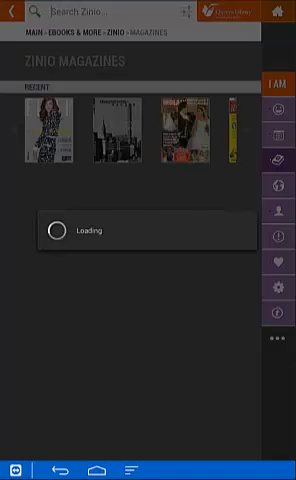 Search Zinio...
MAIN › EBOOKS & MORE › ZINIO › MAGAZINES
ZINIO MAGAZINES
RECENT
I AM
Loading